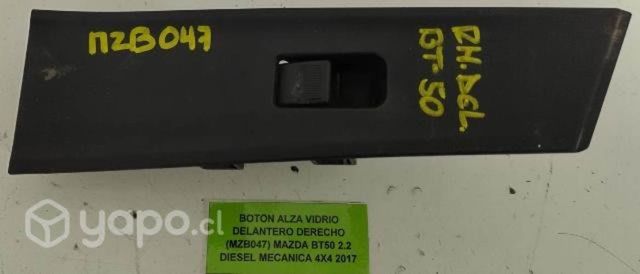 MZB047
RH. DEL.
BT-50
BOTON ALZA VIDRIO
DELANTERO DERECHO
(MZB047) MAZDA BT50 2.2
DIESEL MECANICA 4X4 2017
yapo.cl